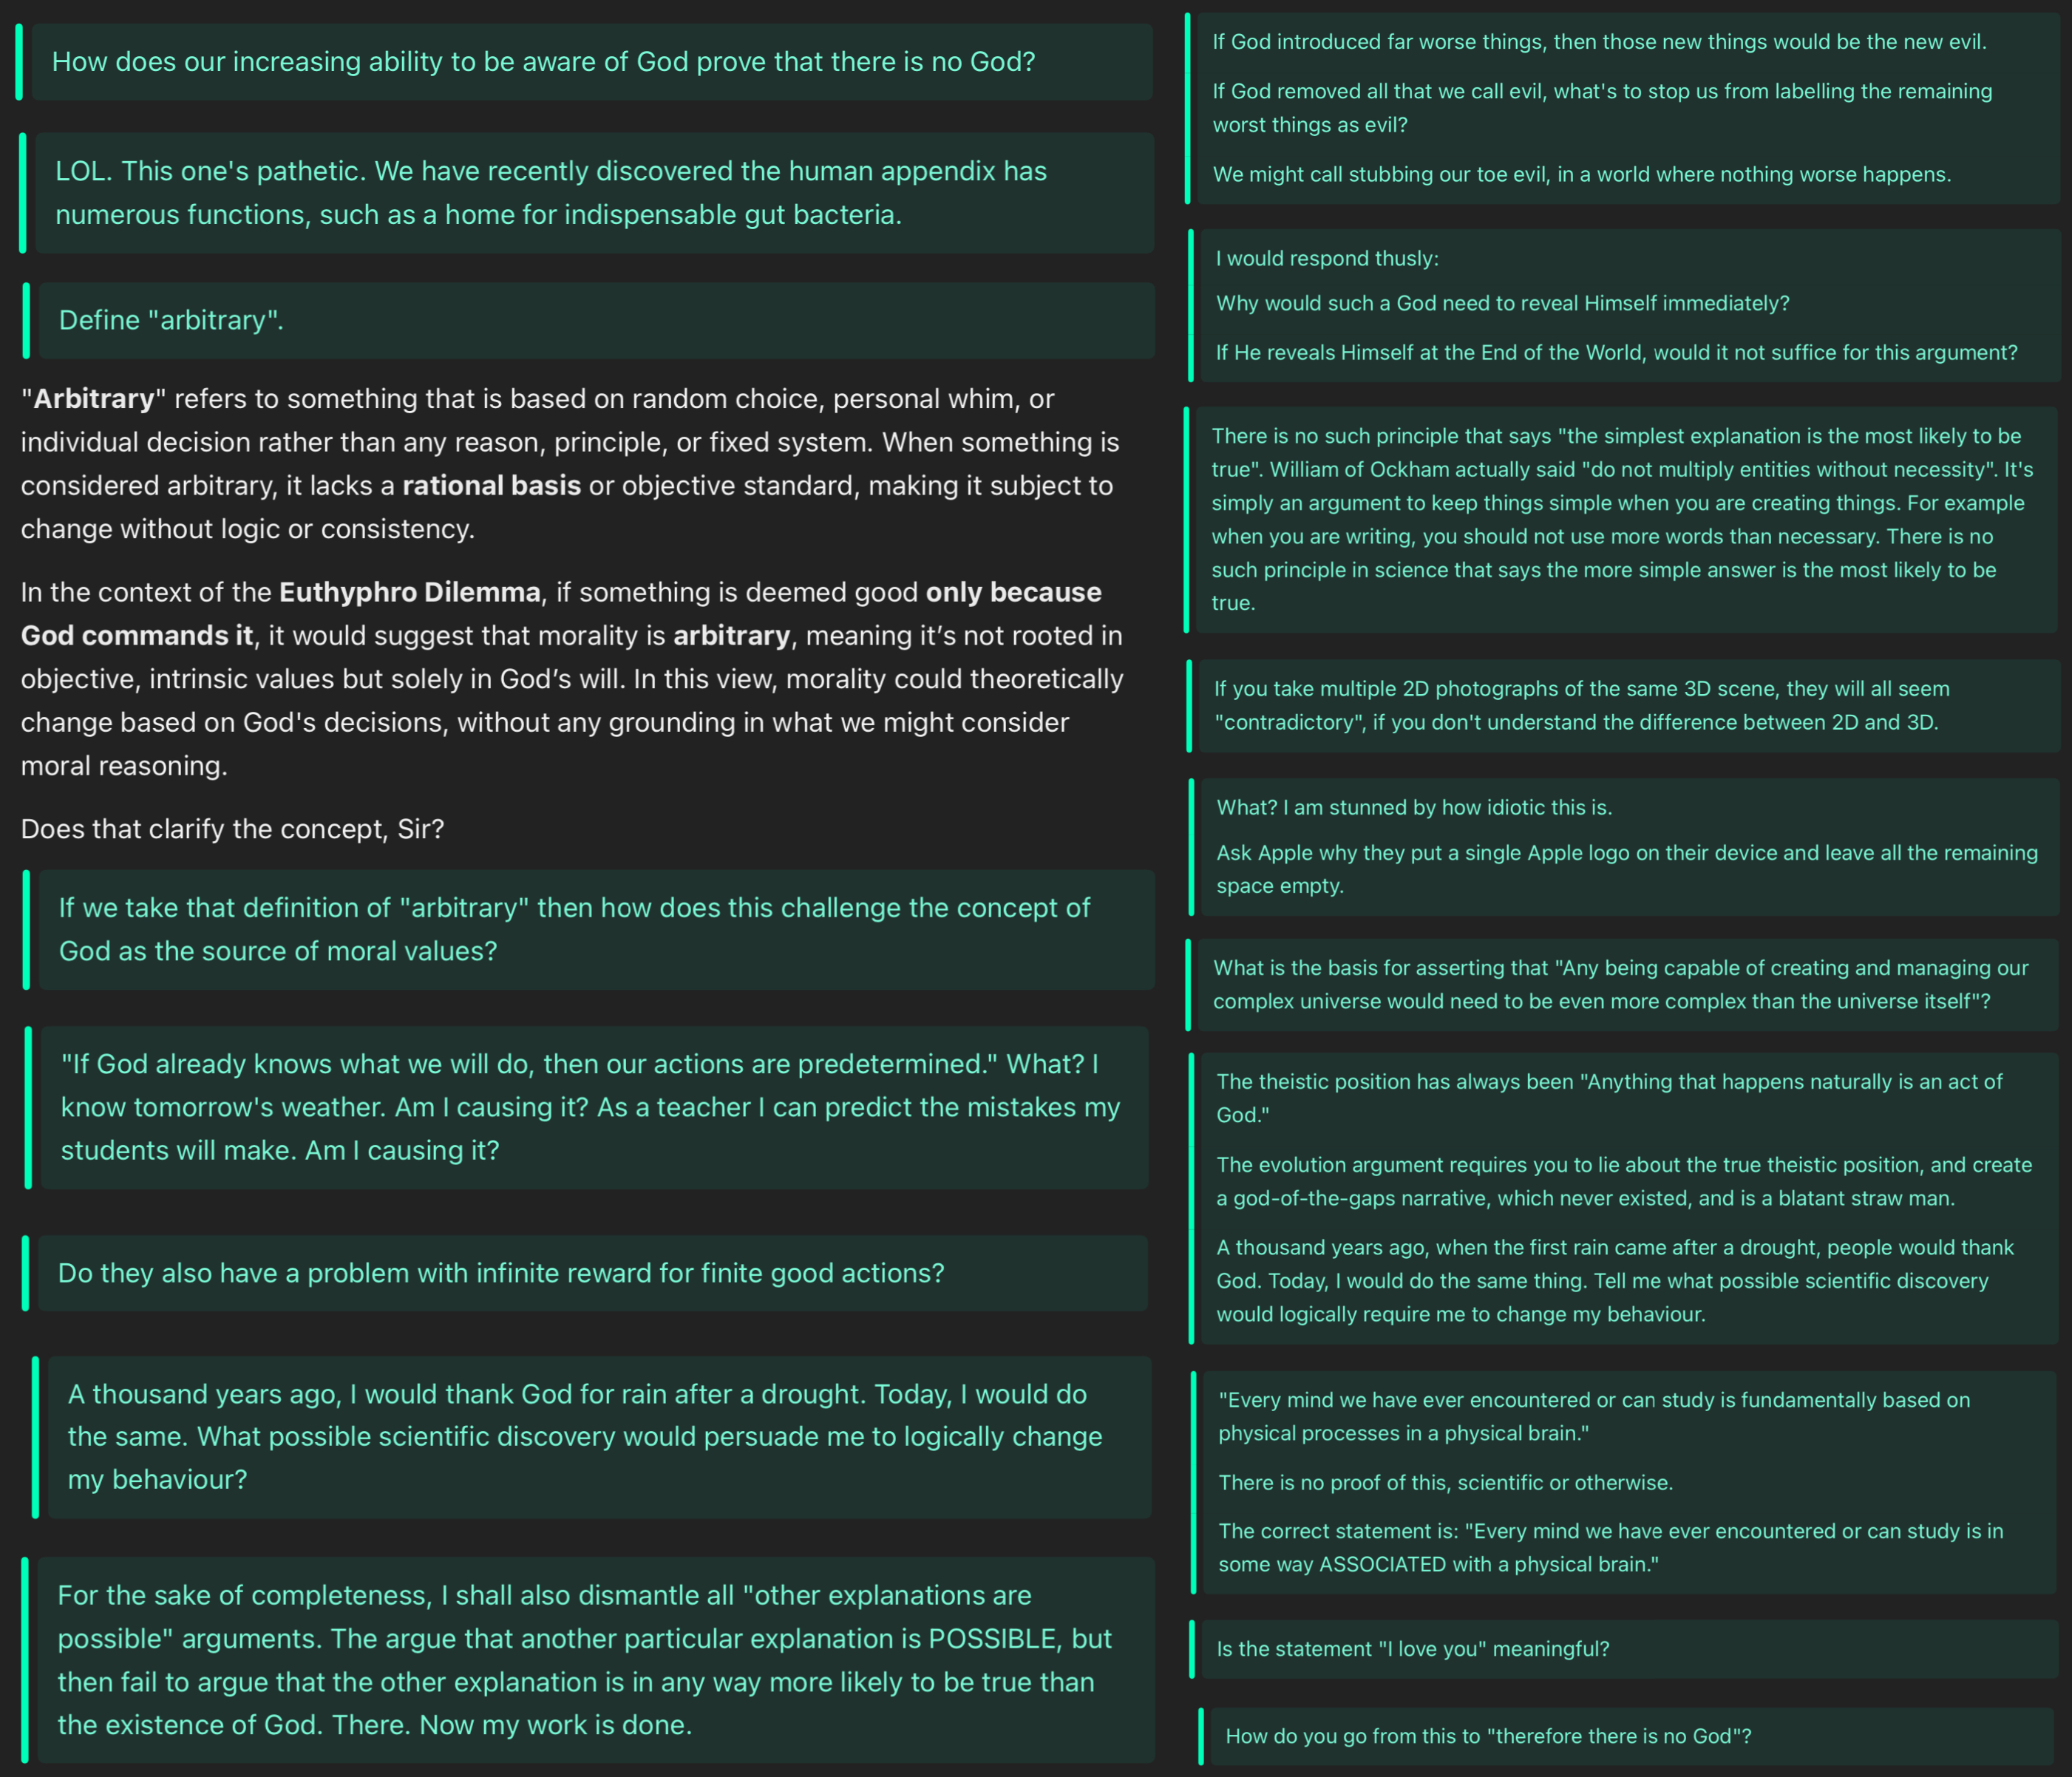 How does our increasing ability to be aware of God prove that there is no God?
LOL. This one's pathetic. We have recently discovered the human appendix has
numerous functions, such as a home for indispensable gut bacteria.
Define "arbitrary".
"Arbitrary" refers to something that is based on random choice, personal whim, or
individual decision rather than any reason, principle, or fixed system. When something is
considered arbitrary, it lacks a rational basis or objective standard, making it subject to
change without logic or consistency.
In the context of the Euthyphro Dilemma, if something is deemed good only because
God commands it, it would suggest that morality is arbitrary, meaning it’s not rooted in
objective, intrinsic values but solely in God’s will. In this view, morality could theoretically
change based on God's decisions, without any grounding in what we might consider
moral reasoning.
Does that clarify the concept, Sir?
If we take that definition of "arbitrary" then how does this challenge the concept of
God as the source of moral values?
"If God already knows what we will do, then our actions are predetermined." What? I
know tomorrow's weather. Am I causing it? As a teacher I can predict the mistakes my
students will make. Am I causing it?
Do they also have a problem with infinite reward for finite good actions?
A thousand years ago, I would thank God for rain after a drought. Today, I would do
the same. What possible scientific discovery would persuade me to logically change
my behaviour?
For the sake of completeness, I shall also dismantle all "other explanations are
possible" arguments. The argue that another particular explanation is POSSIBLE, but
then fail to argue that the other explanation is in any way more likely to be true than
the existence of God. There. Now my work is done.
If God introduced far worse things, then those new things would be the new evil.
If God removed all that we call evil, what's to stop us from labelling the remaining
worst things as evil?
We might call stubbing our toe evil, in a world where nothing worse happens.
I would respond thusly:
Why would such a God need to reveal Himself immediately?
If He reveals Himself at the End of the World, would it not suffice for this argument?
There is no such principle that says "the simplest explanation is the most likely to be
true". William of Ockham actually said "do not multiply entities without necessity". It's
simply an argument to keep things simple when you are creating things. For example
when you are writing, you should not use more words than necessary. There is no
such principle in science that says the more simple answer is the most likely to be
true.
If you take multiple 2D photographs of the same 3D scene, they will all seem
"contradictory", if you don't understand the difference between 2D and 3D.
What? I am stunned by how idiotic this is.
Ask Apple why they put a single Apple logo on their device and leave all the remaining
space empty.
What is the basis for asserting that "Any being capable of creating and managing our
complex universe would need to be even more complex than the universe itself"?
The theistic position has always been "Anything that happens naturally is an act of
God."
The evolution argument requires you to lie about the true theistic position, and create
a god-of-the-gaps narrative, which never existed, and is a blatant straw man.
A thousand years ago, when the first rain came after a drought, people would thank
God. Today, I would do the same thing. Tell me what possible scientific discovery
would logically require me to change my behaviour.
"Every mind we have ever encountered or can study is fundamentally based on
physical processes in a physical brain."
There is no proof of this, scientific or otherwise.
The correct statement is: "Every mind we have ever encountered or can study is in
some way ASSOCIATED with a physical brain."
Is the statement "I love you" meaningful?
How do you go from this to "therefore there is no God"?